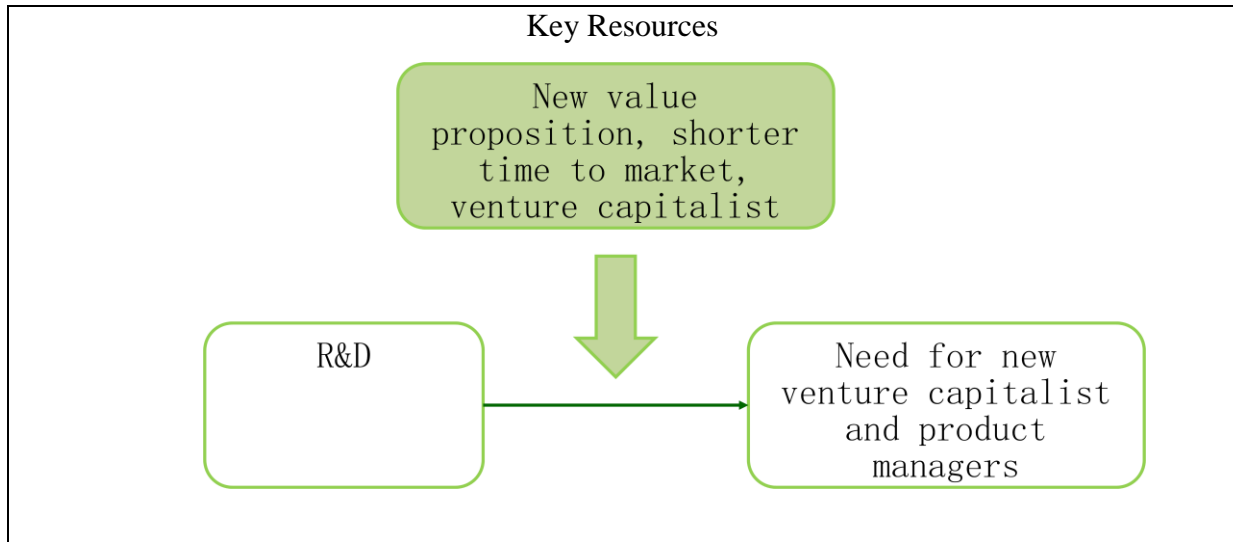 Key Resources
New value
proposition, shorter
time to market,
venture capitalist
R&D
Need for new
venture capitalist
and product
managers